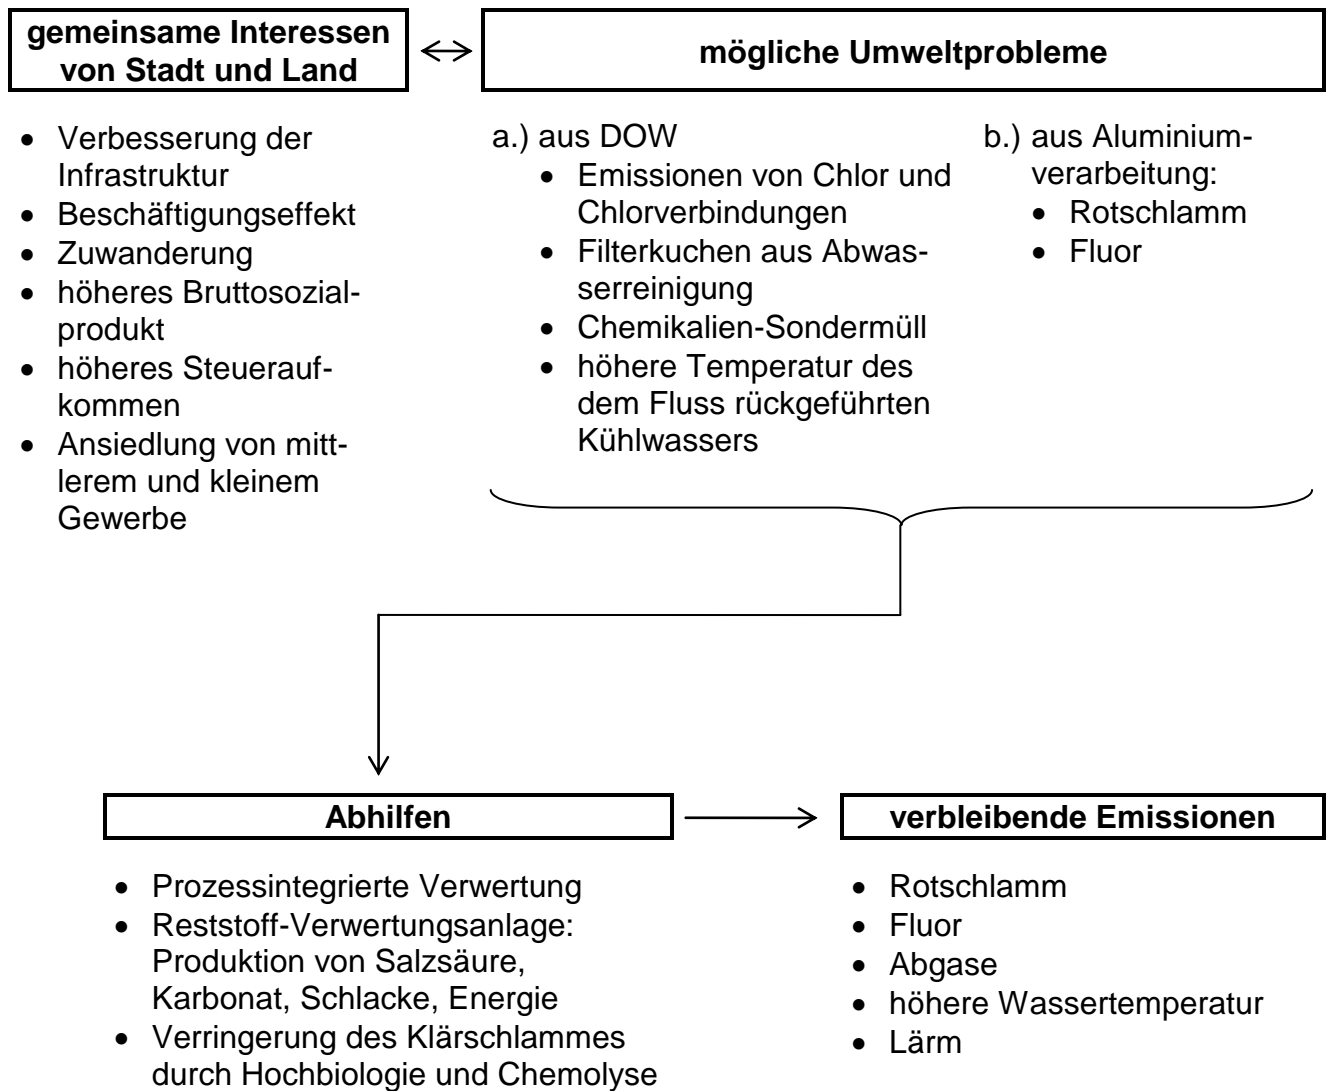 gemeinsame Interessen
von Stadt und Land
mögliche Umweltprobleme
• Verbesserung der
Infrastruktur
• Beschäftigungseffekt
• Zuwanderung
• höheres Bruttosozial-
produkt
• höheres Steuerauf-
kommen
• Ansiedlung von mitt-
lerem und kleinem
Gewerbe
a.) aus DOW
• Emissionen von Chlor und
Chlorverbindungen
• Filterkuchen aus Abwas-
serreinigung
• Chemikalien-Sondermüll
• höhere Temperatur des
dem Fluss rückgeführten
Kühlwassers
b.) aus Aluminium-
verarbeitung:
• Rotschlamm
• Fluor
Abhilfen
• Prozessintegrierte Verwertung
• Reststoff-Verwertungsanlage:
Produktion von Salzsäure,
Karbonat, Schlacke, Energie
• Verringerung des Klärschlammes
durch Hochbiologie und Chemolyse
verbleibende Emissionen
• Rotschlamm
• Fluor
• Abgase
• höhere Wassertemperatur
• Lärm